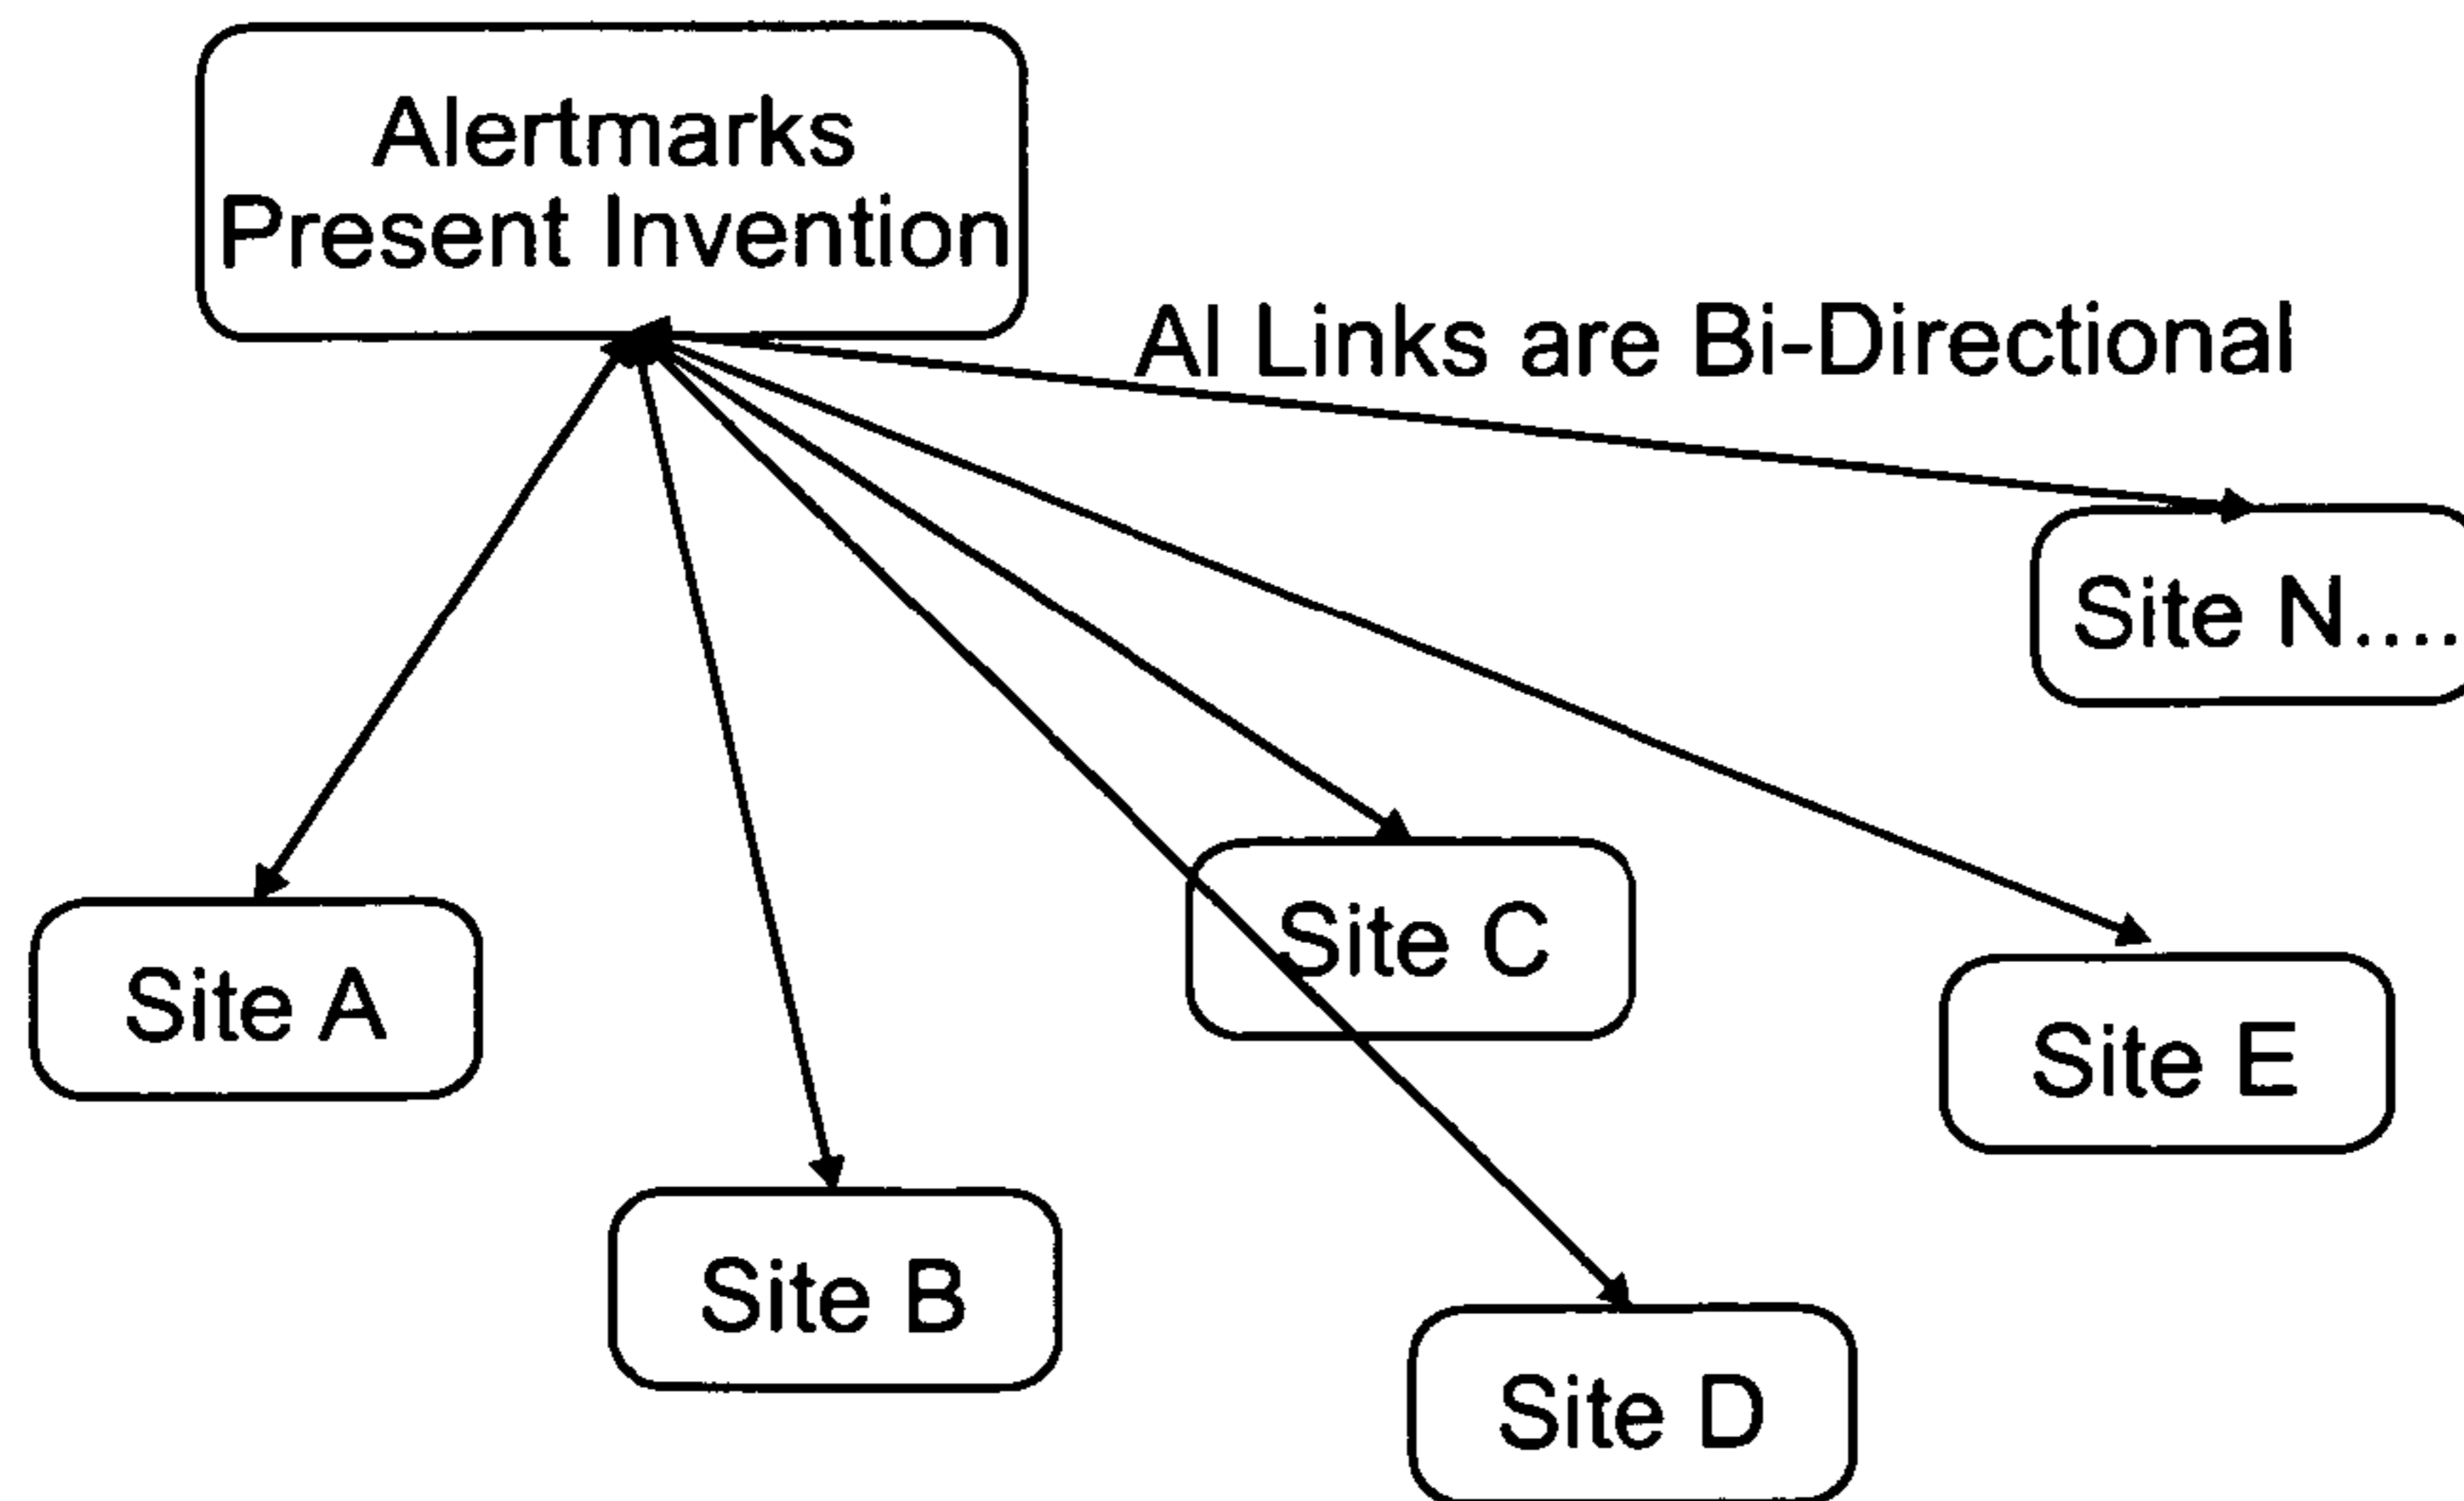 Alertmarks
Present Invention
Al Links are Bi-Directional
Site N....
Site C
Site A
Site E
Site B
Site D